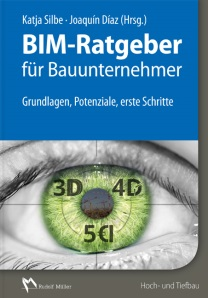 Katja Silbe · Joaquín Díaz (Hrsg.)
BIM-Ratgeber
für Bauunternehmer
Grundlagen, Potenziale, erste Schritte
3D 4D
5D
Rudolf Müller
Hoch- und Tiefbau